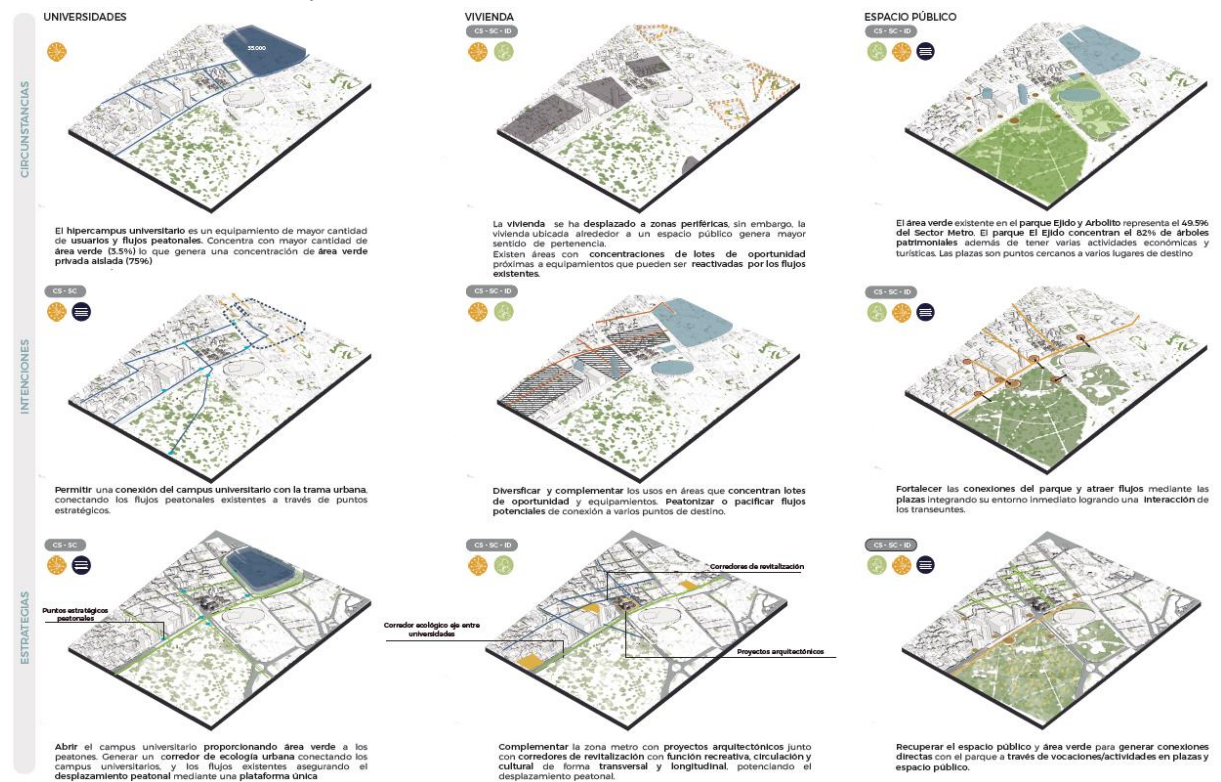 UNIVERSIDADES
VIVIENDA
CS - SC - ID
ESPACIO PÚBLICO
CS - SC - ID
CIRCUNSTANCIAS
El hipercampus universitario es un equipamiento de mayor cantidad
de usuarios y flujos peatonales. Concentra con mayor cantidad de
área verde (3.5%) lo que genera una concentración de área verde
privada aislada (75%)
La vivienda se ha desplazado a zonas periféricas, sin embargo, la
vivienda ubicada alrededor a un espacio público genera mayor
sentido de pertenencia.
Existen áreas con concentraciones de lotes de oportunidad
próximas a equipamientos que pueden ser reactivadas por los flujos
existentes.
El área verde existente en el parque Ejido y Arbolito representa el 49.5%
del Sector Metro. El parque El Ejido concentran el 82% de árboles
patrimoniales además de tener varias actividades económicas y
turísticas. Las plazas son puntos cercanos a varios lugares de destino
INTENCIONES
CS - SC
CS - SC - ID
CS - SC - ID
Permitir una conexión del campus universitario con la trama urbana,
conectando los flujos peatonales existentes a través de puntos
estratégicos.
Diversficar y complementar los usos en áreas que concentran lotes
de oportunidad y equipamientos. Peatonizar o pacificar flujos
potenciales de conexión a varios puntos de destino.
Fortalecer las conexiones del parque y atraer flujos mediante las
plazas integrando su entorno inmediato logrando una interacción de
los transeuntes.
ESTRATEGIAS
CS - SC
Puntos estratégicos
peatonales
CS - SC - ID
Corredores de revitalización
Corredor ecológico eje entre
universidades
Proyectos arquitectónicos
CS - SC - ID
Abrir el campus universitario proporcionando área verde a los
peatones. Generar un corredor de ecología urbana conectando los
campus universitarios, y los flujos existentes asegurando el
desplazamiento peatonal mediante una plataforma única
Complementar la zona metro con proyectos arquitectónicos junto
con corredores de revitalización con función recreativa, circulación y
cultural de forma transversal y longitudinal, potenciando el
desplazamiento peatonal.
Recuperar el espacio público y área verde para generar conexiones
directas con el parque a través de vocaciones/actividades en plazas y
espacio público.